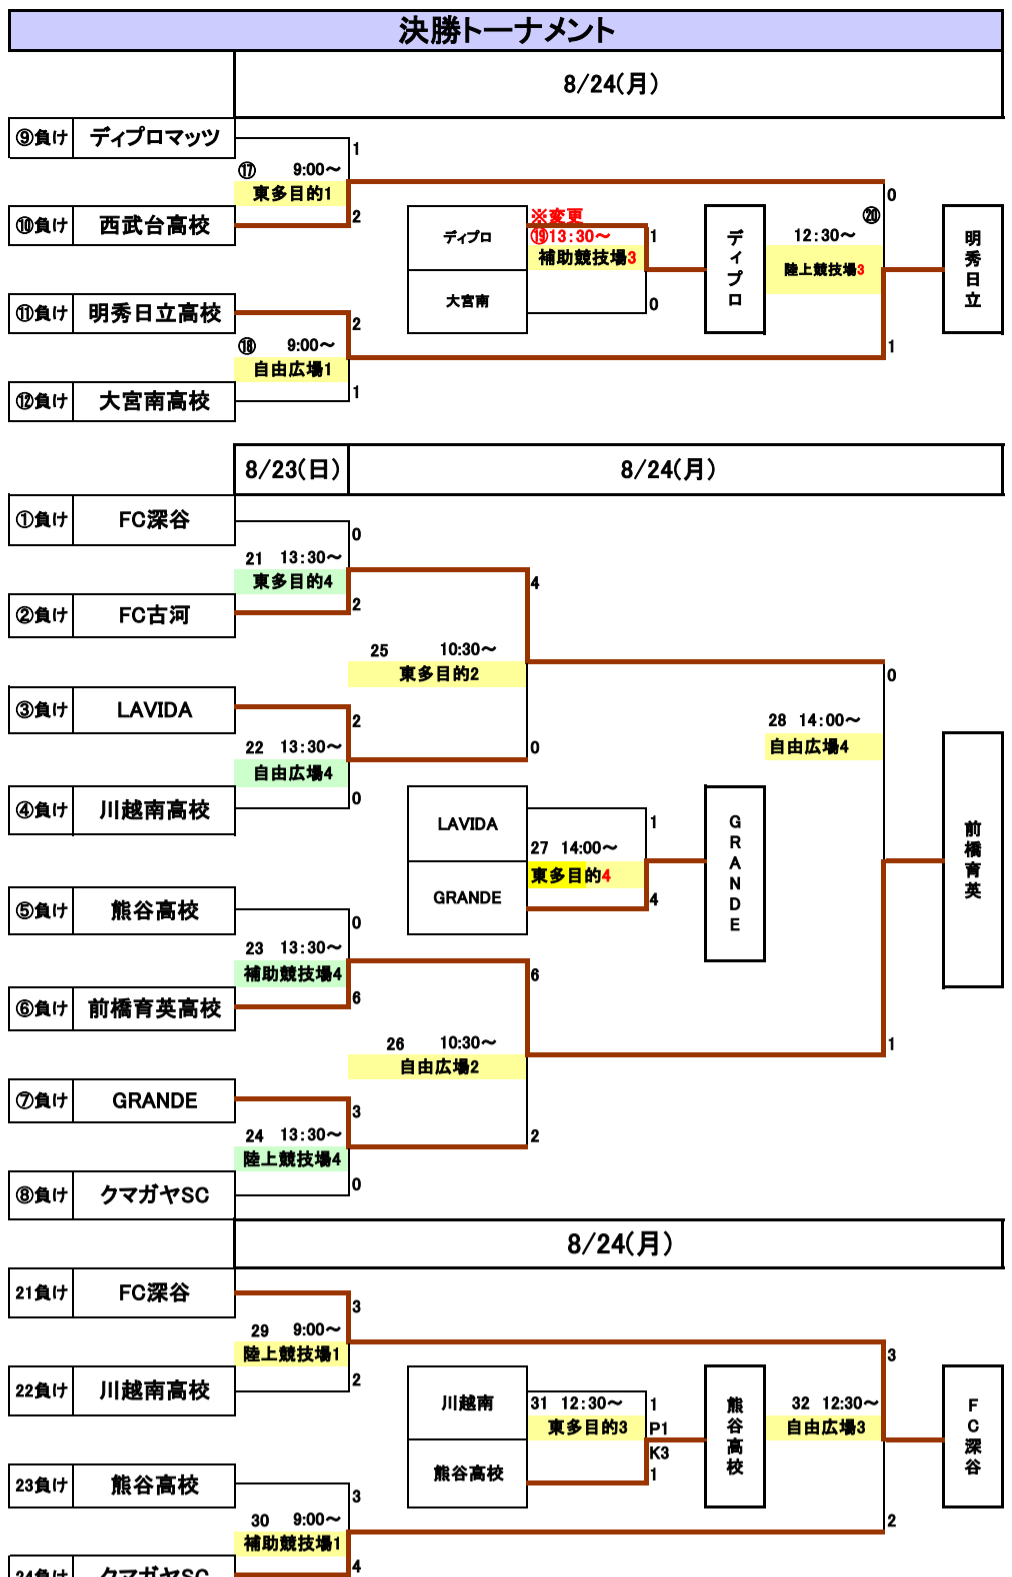 決勝トーナメント
8/24(月)
⑨負け ディプロマッツ
1
⑰ 9:00～
東多目的1
0
⑩負け 西武台高校
2
⑳
ディプロ
※変更
⑲13:30～
補助競技場3
1
ディプロ
12:30～
陸上競技場3
明秀日立
大宮南
0
⑪負け 明秀日立高校
2
⑱ 9:00～
自由広場1
1
⑫負け 大宮南高校
1
8/23(日) 8/24(月)
①負け FC深谷
0
21 13:30～
東多目的4
4
②負け FC古河
2
25 10:30～
東多目的2
0
③負け LAVIDA
2
28 14:00～
自由広場4
22 13:30～
自由広場4
0
④負け 川越南高校
0
LAVIDA
1
GRANDE
前橋育英
27 14:00～
東多目的4
GRANDE
4
⑤負け 熊谷高校
0
23 13:30～
補助競技場4
6
⑥負け 前橋育英高校
6
26 10:30～
自由広場2
1
⑦負け GRANDE
3
24 13:30～
陸上競技場4
2
⑧負け クマガヤSC
0
8/24(月)
21負け FC深谷
3
29 9:00～
陸上競技場1
3
22負け 川越南高校
2
川越南
31 12:30～
東多目的3
1
P1
K3
1
熊谷高校
熊谷高校
32 12:30～
自由広場3
FC深谷
23負け 熊谷高校
3
30 9:00～
補助競技場1
2
24負け クマガヤSC
4